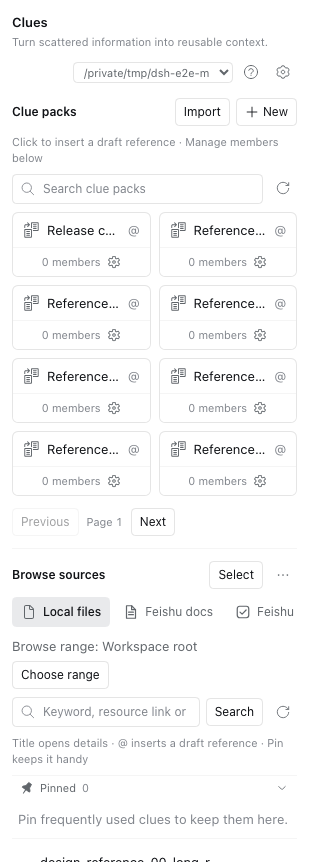 Clues
Turn scattered information into reusable context.
/private/tmp/dsh-e2e-m
Clue packs
Import
New
Click to insert a draft reference · Manage members
below
Search clue packs
Release c... @ Reference... @
0 members 0 members
Reference... @ Reference... @
0 members 0 members
Reference... @ Reference... @
0 members 0 members
Reference... @ Reference... @
0 members 0 members
Previous Page 1 Next
Browse sources
Select
...
Local files Feishu docs Feishu
Browse range: Workspace root
Choose range
Keyword, resource link or
Search
Title opens details · @ inserts a draft reference · Pin
keeps it handy
Pinned 0
Pin frequently used clues to keep them here.